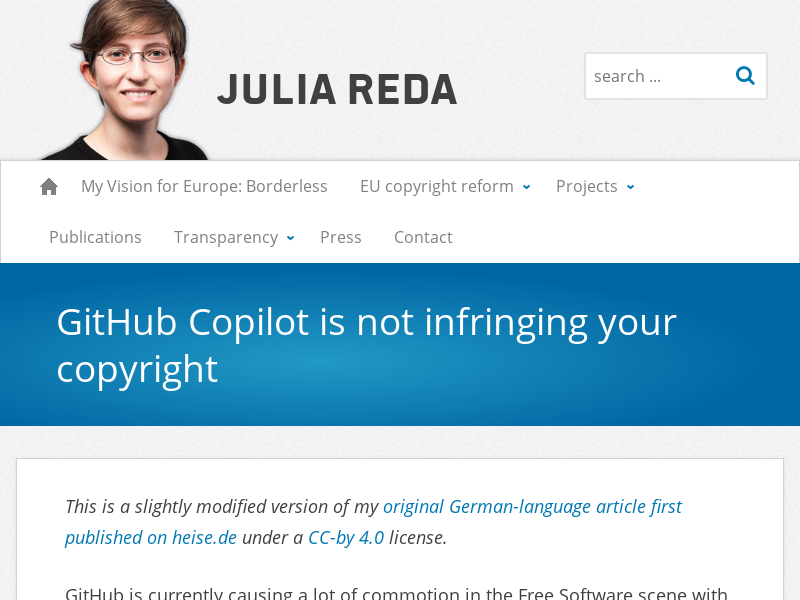 JULIA REDA
search ...
My Vision for Europe: Borderless
EU copyright reform
Projects
Publications
Transparency
Press
Contact
GitHub Copilot is not infringing your
copyright
This is a slightly modified version of my original German-language article first
published on heise.de under a CC-by 4.0 license.
GitHub is currently causing a lot of commotion in the Free Software scene with